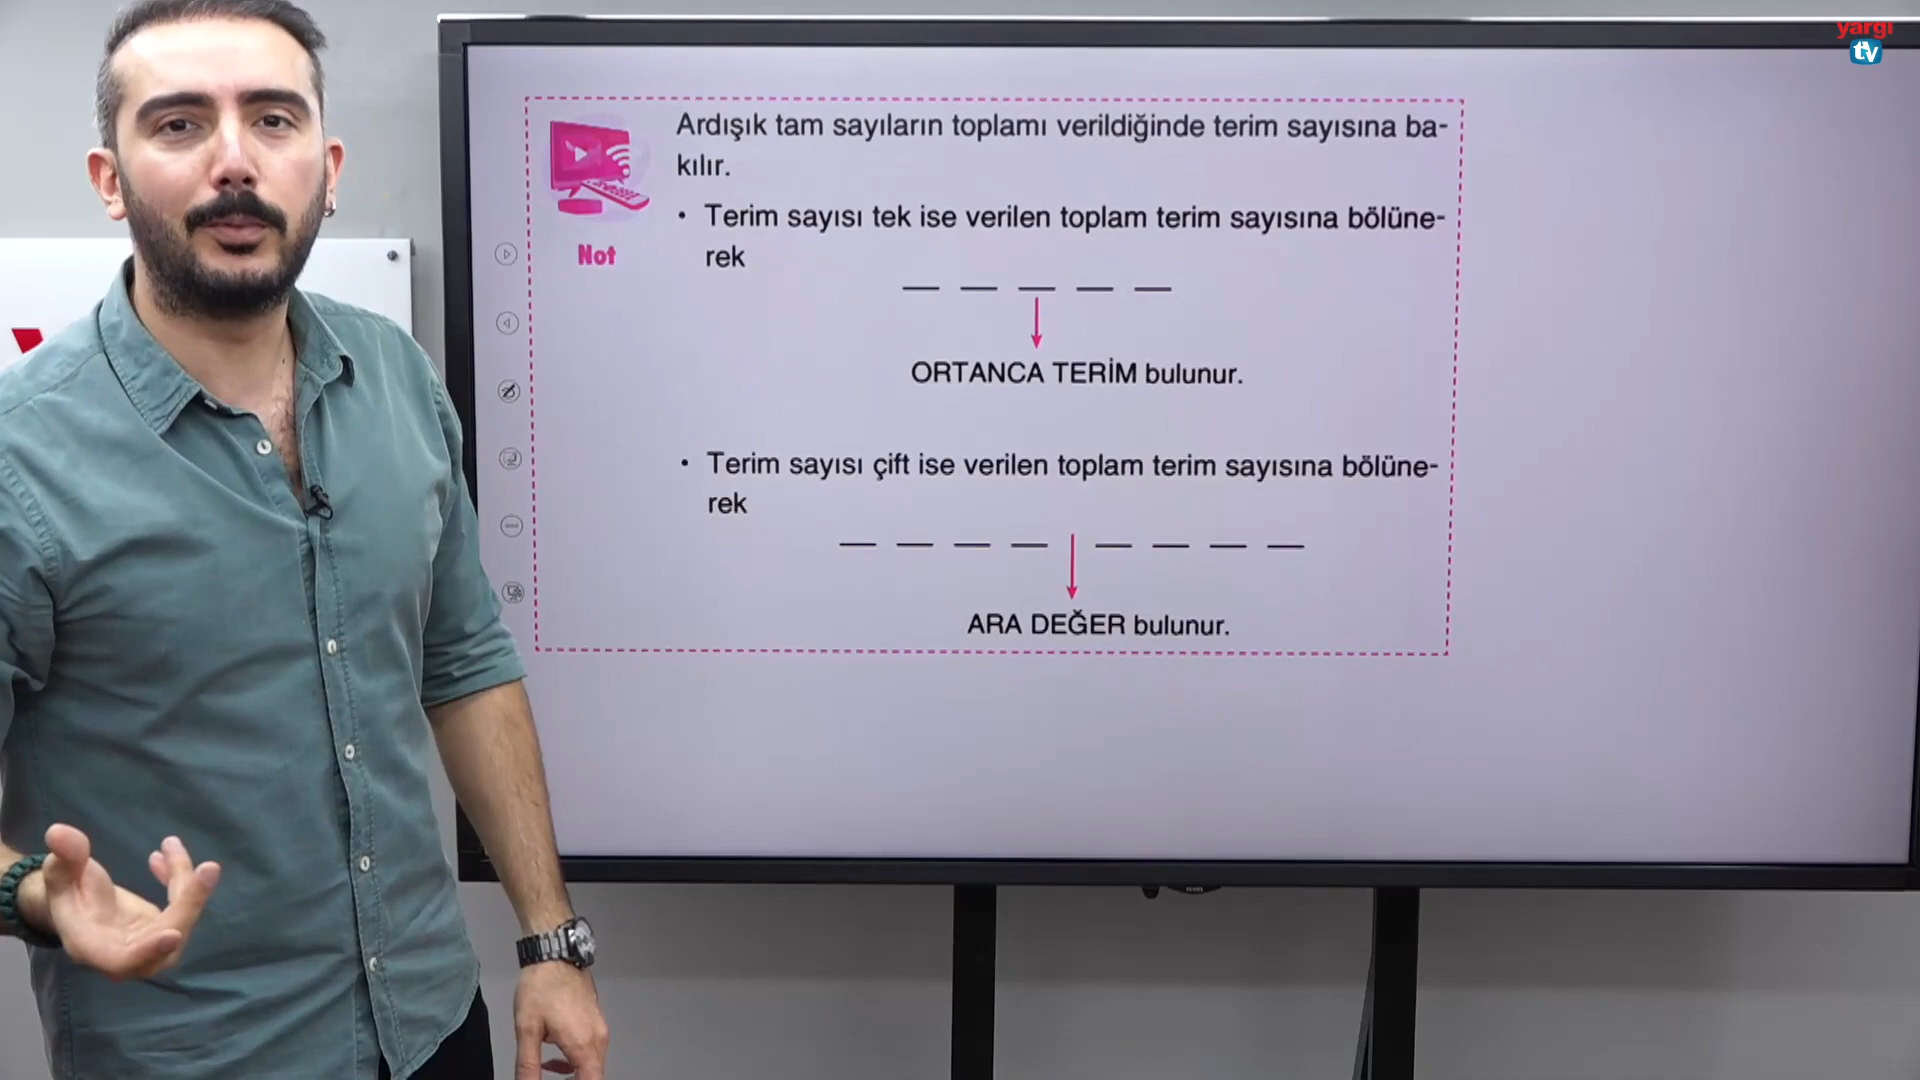 yargı
tv
Ardışık tam sayıların toplamı verildiğinde terim sayısına ba-
kılır.
• Terim sayısı tek ise verilen toplam terim sayısına bölüne-
rek
Not
ORTANCA TERİM bulunur.
• Terim sayısı çift ise verilen toplam terim sayısına bölüne-
rek
ARA DEĞER bulunur.